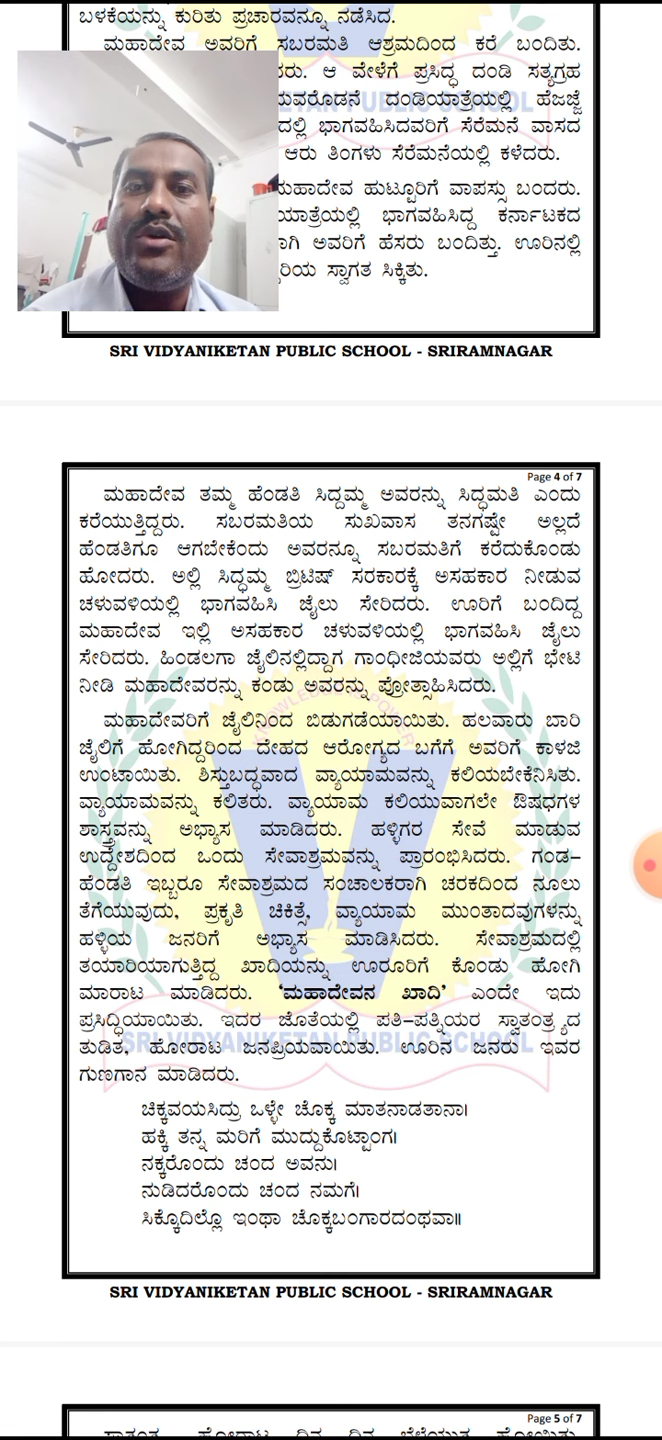 ಬಳಕೆಯನ್ನು ಕುರಿತು ಪ್ರಚಾರವನ್ನೂ ನಡೆಸಿದ.
ಮಹಾದೇವ ಅವರಿಗೆ ಸಬರಮತಿ ಆಶ್ರಮದಿಂದ ಕರೆ ಬಂದಿತು.
ಆ ವೇಳೆಗೆ ಪ್ರಸಿದ್ಧ ದಂಡಿ ಸತ್ಯಾಗ್ರಹ
ದಂಡಿಯಾತ್ರೆಯಲ್ಲಿ ಹೆಜ್ಜೆ
ಭಾಗವಹಿಸಿದವರಿಗೆ ಸೆರೆಮನೆ ವಾಸದ
ಆರು ತಿಂಗಳು ಸೆರೆಮನೆಯಲ್ಲಿ ಕಳೆದರು.
ಮಹಾದೇವ ಹುಟ್ಟೂರಿಗೆ ವಾಪಸ್ಸು ಬಂದರು.
ಭಾಗವಹಿಸಿದ್ದ ಕರ್ನಾಟಕದ
ಅವರಿಗೆ ಹೆಸರು ಬಂದಿತ್ತು. ಊರಿನಲ್ಲಿ
ಸ್ವಾಗತ ಸಿಕ್ಕಿತು.
SRI VIDYANIKETAN PUBLIC SCHOOL - SRIRAMNAGAR
Page 4 of 7
ಮಹಾದೇವ ತಮ್ಮ ಹೆಂಡತಿ ಸಿದ್ದಮ್ಮ ಅವರನ್ನು ಸಿದ್ಧಮತಿ ಎಂದು
ಕರೆಯುತ್ತಿದ್ದರು. ಸಬರಮತಿಯ ಸುಖವಾಸ ತನಗಷ್ಟೇ ಅಲ್ಲದೆ
ಹೆಂಡತಿಗೂ ಆಗಬೇಕೆಂದು ಅವರನ್ನೂ ಸಬರಮತಿಗೆ ಕರೆದುಕೊಂಡು
ಹೋದರು. ಅಲ್ಲಿ ಸಿದ್ಧಮ್ಮ ಬ್ರಿಟಿಷ್ ಸರಕಾರಕ್ಕೆ ಅಸಹಕಾರ ನೀಡುವ
ಚಳುವಳಿಯಲ್ಲಿ ಭಾಗವಹಿಸಿ ಜೈಲು ಸೇರಿದರು. ಊರಿಗೆ ಬಂದಿದ್ದ
ಮಹಾದೇವ ಇಲ್ಲಿ ಅಸಹಕಾರ ಚಳುವಳಿಯಲ್ಲಿ ಭಾಗವಹಿಸಿ ಜೈಲು
ಸೇರಿದರು. ಹಿಂಡಲಗಾ ಜೈಲಿನಲ್ಲಿದ್ದಾಗ ಗಾಂಧೀಜಿಯವರು ಅಲ್ಲಿಗೆ ಭೇಟಿ
ನೀಡಿ ಮಹಾದೇವರನ್ನು ಕಂಡು ಅವರನ್ನು ಪ್ರೋತ್ಸಾಹಿಸಿದರು.
ಮಹಾದೇವರಿಗೆ ಜೈಲಿನಿಂದ ಬಿಡುಗಡೆಯಾಯಿತು. ಹಲವಾರು ಬಾರಿ
ಜೈಲಿಗೆ ಹೋಗಿದ್ದರಿಂದ ದೇಹದ ಆರೋಗ್ಯದ ಬಗೆಗೆ ಅವರಿಗೆ ಕಾಳಜಿ
ಉಂಟಾಯಿತು. ಶಿಸ್ತುಬದ್ಧವಾದ ವ್ಯಾಯಾಮವನ್ನು ಕಲಿಯಬೇಕೆನಿಸಿತು.
ವ್ಯಾಯಾಮವನ್ನು ಕಲಿತರು. ವ್ಯಾಯಾಮ ಕಲಿಯುವಾಗಲೇ ಔಷಧಗಳ
ಶಾಸ್ತ್ರವನ್ನು ಅಭ್ಯಾಸ ಮಾಡಿದರು. ಹಳ್ಳಿಗರ ಸೇವೆ ಮಾಡುವ
ಉದ್ದೇಶದಿಂದ ಒಂದು ಸೇವಾಶ್ರಮವನ್ನು ಪ್ರಾರಂಭಿಸಿದರು. ಗಂಡ–
ಹೆಂಡತಿ ಇಬ್ಬರೂ ಸೇವಾಶ್ರಮದ ಸಂಚಾಲಕರಾಗಿ ಚರಕದಿಂದ ನೂಲು
ತೆಗೆಯುವುದು, ಪ್ರಕೃತಿ ಚಿಕಿತ್ಸೆ, ವ್ಯಾಯಾಮ ಮುಂತಾದವುಗಳನ್ನು
ಹಳ್ಳಿಯ ಜನರಿಗೆ ಅಭ್ಯಾಸ ಮಾಡಿಸಿದರು. ಸೇವಾಶ್ರಮದಲ್ಲಿ
ತಯಾರಿಯಾಗುತ್ತಿದ್ದ ಖಾದಿಯನ್ನು ಊರೂರಿಗೆ ಕೊಂಡು ಹೋಗಿ
ಮಾರಾಟ ಮಾಡಿದರು. 'ಮಹಾದೇವನ ಖಾದಿ' ಎಂದೇ ಇದು
ಪ್ರಸಿದ್ಧಿಯಾಯಿತು. ಇದರ ಜೊತೆಯಲ್ಲಿ ಪತಿ–ಪತ್ನಿಯರ ಸ್ವಾತಂತ್ರ್ಯದ
ತುಡಿತ, ಹೋರಾಟ ಜನಪ್ರಿಯವಾಯಿತು. ಊರಿನ ಜನರು ಇವರ
ಗುಣಗಾನ ಮಾಡಿದರು.
ಚಿಕ್ಕವಯಸಿದ್ರು ಒಳ್ಳೇ ಚೊಕ್ಕ ಮಾತನಾಡತಾನಾ।
ಹಕ್ಕಿ ತನ್ನ ಮರಿಗೆ ಮುದ್ದುಕೊಟ್ಟಾಂಗ।
ನಕ್ಕರೊಂದು ಚಂದ ಅವನು।
ನುಡಿದರೊಂದು ಚಂದ ನಮಗೆ।
ಸಿಕ್ಕೊದಿಲ್ಲೊ ಇಂಥಾ ಚೊಕ್ಕಬಂಗಾರದಂಥವಾ॥
SRI VIDYANIKETAN PUBLIC SCHOOL - SRIRAMNAGAR
Page 5 of 7